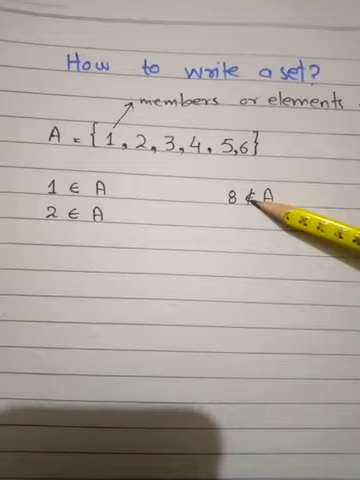 How to write a set?
members or elements
A = {1, 2, 3, 4, 5, 6}
1 ∈ A 8 ∉ A
2 ∈ A